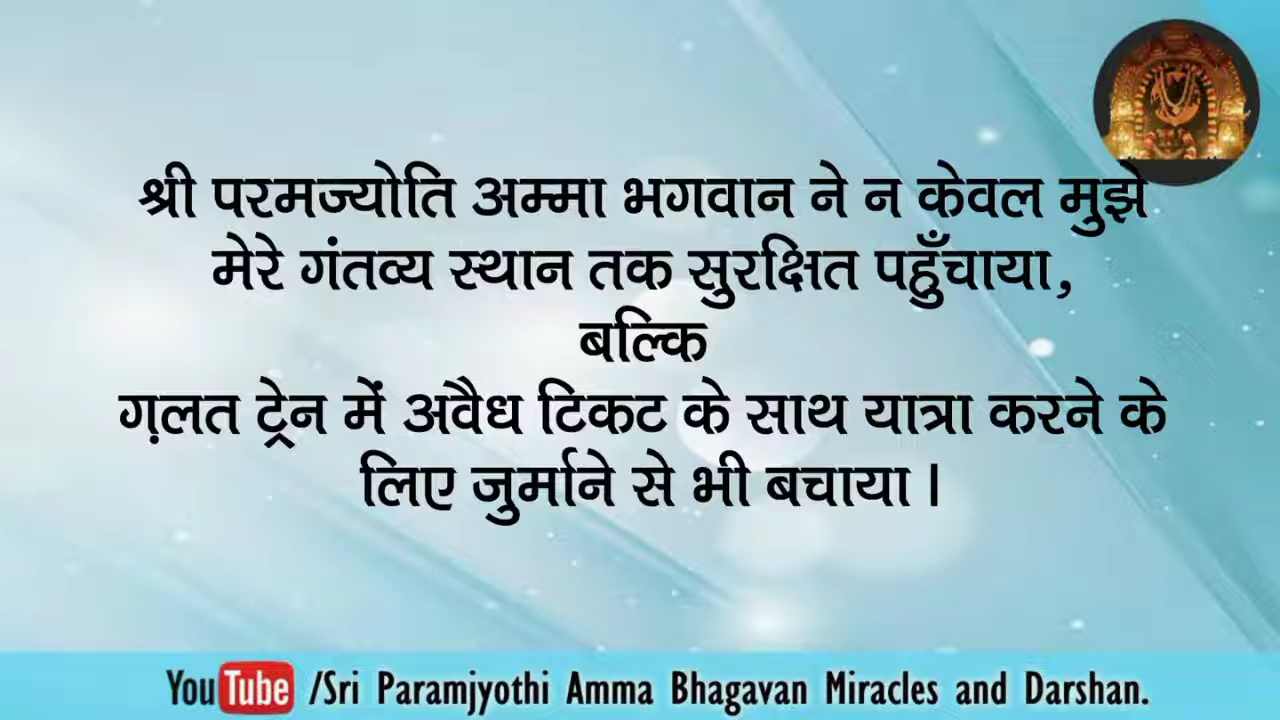 श्री परमज्योति अम्मा भगवान ने न केवल मुझे
मेरे गंतव्य स्थान तक सुरक्षित पहुँचाया,
बल्कि
ग़लत ट्रेन में अवैध टिकट के साथ यात्रा करने के
लिए जुर्माने से भी बचाया।
YouTube /Sri Paramjyothi Amma Bhagavan Miracles and Darshan.